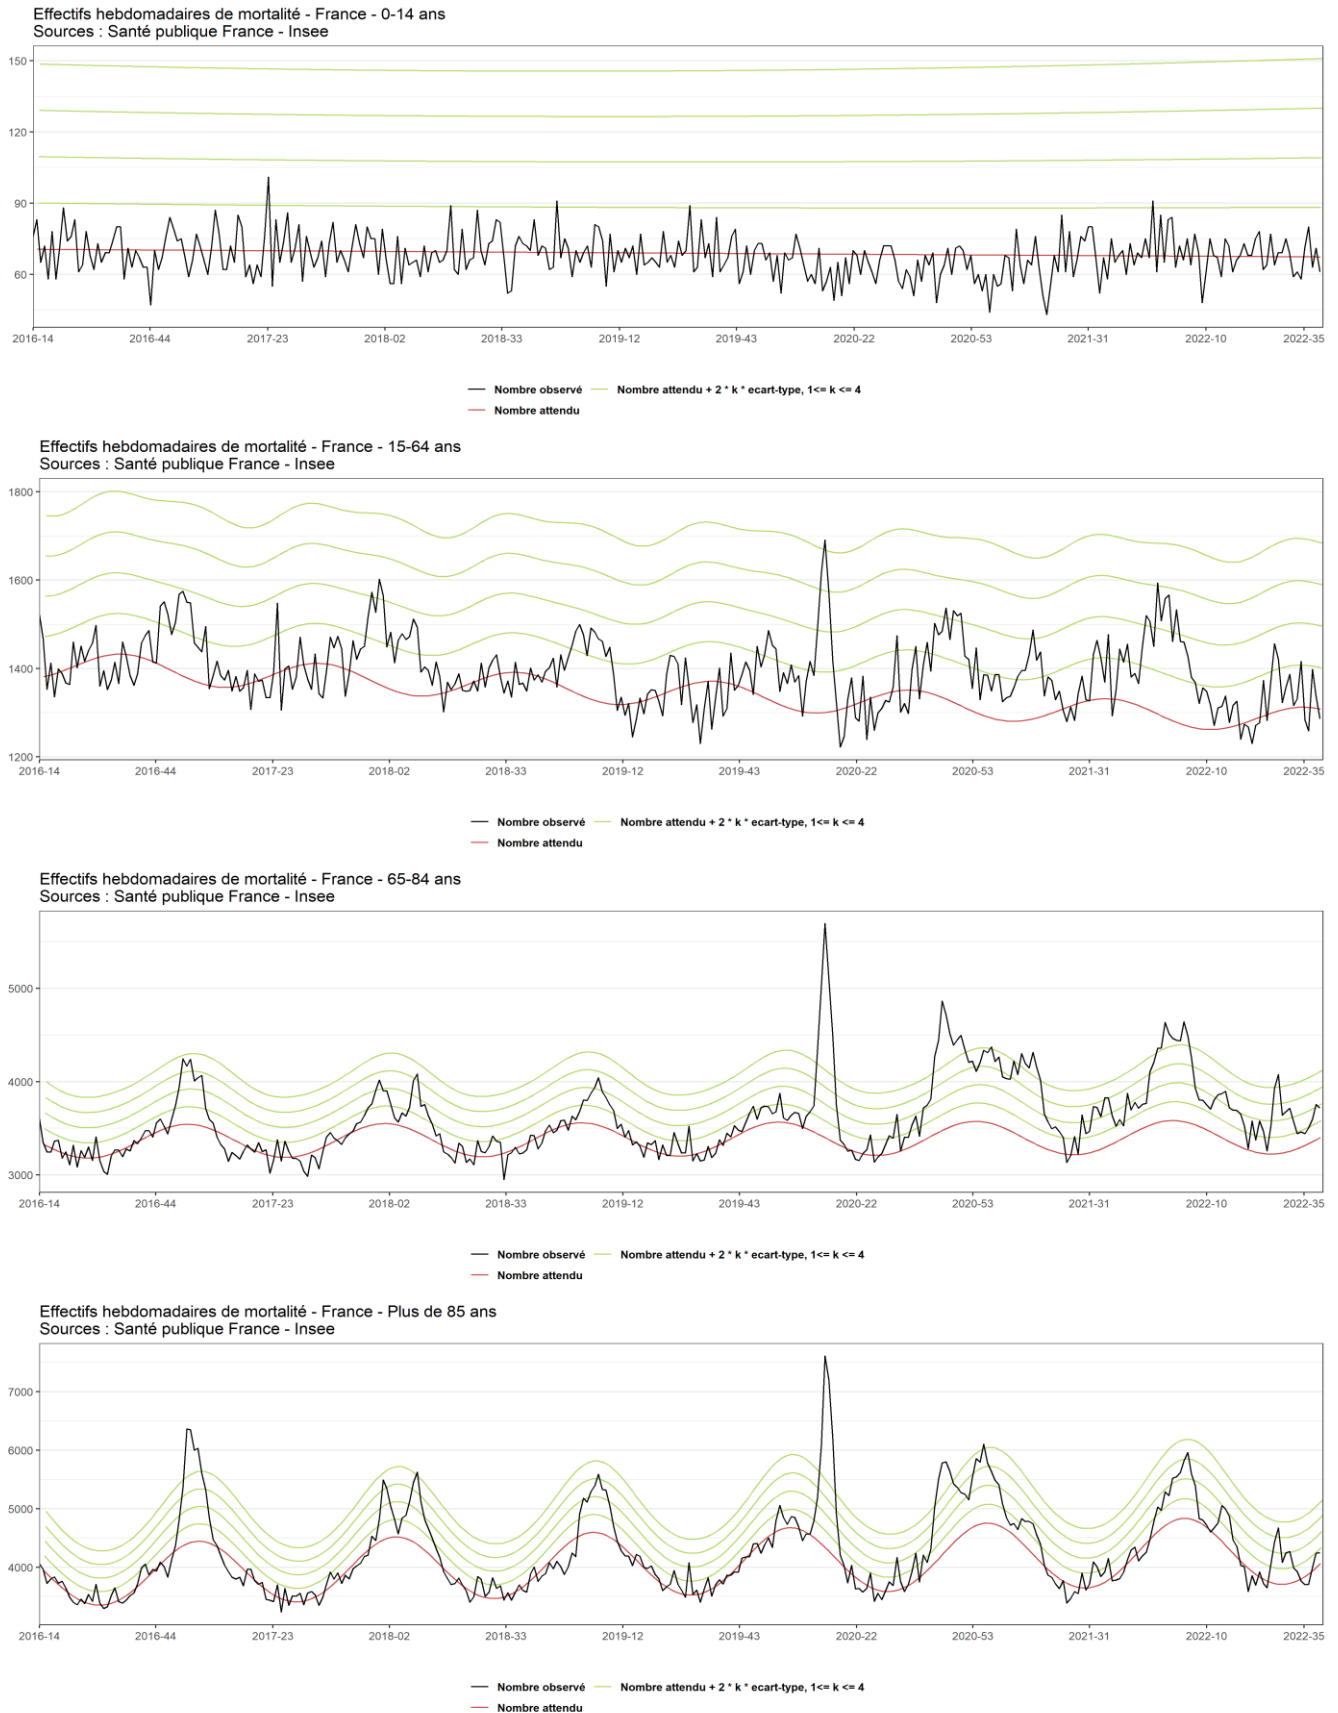 Effectifs hebdomadaires de mortalité - France - 0-14 ans
Sources : Santé publique France - Insee
150
120
90
60
2016-14 2016-44 2017-23 2018-02 2018-33 2019-12 2019-43 2020-22 2020-53 2021-31 2022-10 2022-35
Nombre observé Nombre attendu + 2 * k * ecart-type, 1<= k <= 4
Nombre attendu
Effectifs hebdomadaires de mortalité - France - 15-64 ans
Sources : Santé publique France - Insee
1800
1600
1400
1200
2016-14 2016-44 2017-23 2018-02 2018-33 2019-12 2019-43 2020-22 2020-53 2021-31 2022-10 2022-35
Nombre observé Nombre attendu + 2 * k * ecart-type, 1<= k <= 4
Nombre attendu
Effectifs hebdomadaires de mortalité - France - 65-84 ans
Sources : Santé publique France - Insee
5000
4000
3000
2016-14 2016-44 2017-23 2018-02 2018-33 2019-12 2019-43 2020-22 2020-53 2021-31 2022-10 2022-35
Nombre observé Nombre attendu + 2 * k * ecart-type, 1<= k <= 4
Nombre attendu
Effectifs hebdomadaires de mortalité - France - Plus de 85 ans
Sources : Santé publique France - Insee
7000
6000
5000
4000
2016-14 2016-44 2017-23 2018-02 2018-33 2019-12 2019-43 2020-22 2020-53 2021-31 2022-10 2022-35
Nombre observé Nombre attendu + 2 * k * ecart-type, 1<= k <= 4
Nombre attendu